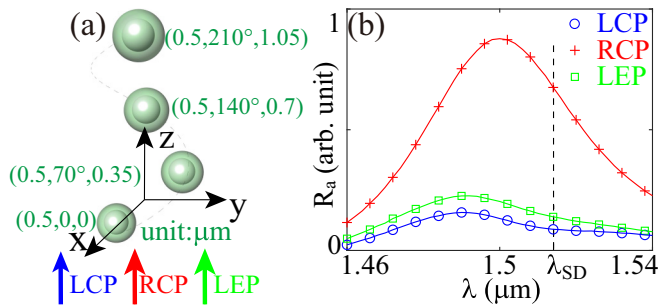 (a)
(0.5,210°,1.05)
(0.5,140°,0.7)
z
(0.5,70°,0.35)
y
(0.5,0,0)
x
unit:μm
LCP
RCP
LEP
(b)
1
LCP
RCP
LEP
Rₐ (arb. unit)
0
1.46
1.5
λSD
1.54
λ (μm)